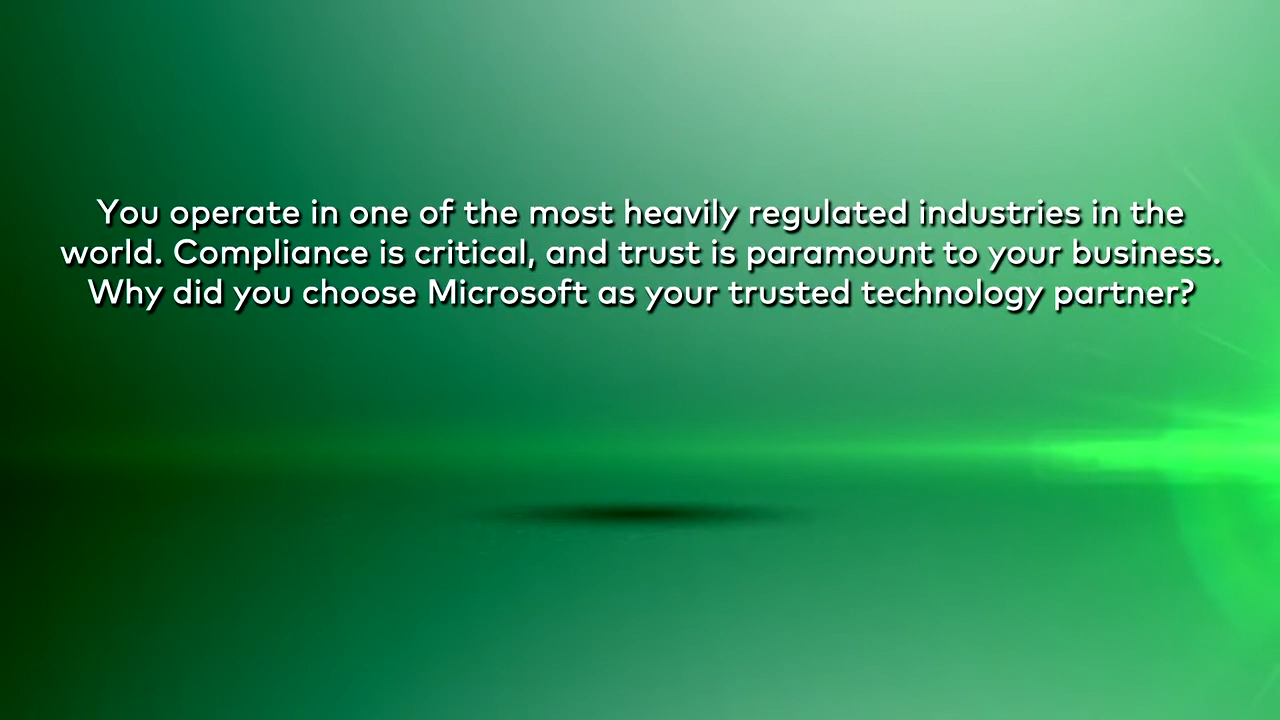 You operate in one of the most heavily regulated industries in the
world. Compliance is critical, and trust is paramount to your business.
Why did you choose Microsoft as your trusted technology partner?